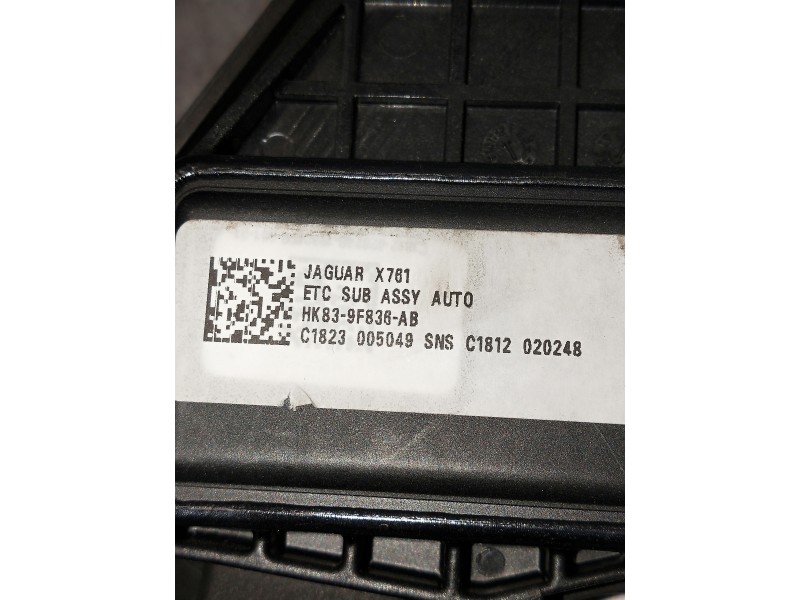 JAGUAR X761
ETC SUB ASSY AUTO
HK83-9F836-AB
C1823 005049 SNS C1812 020248